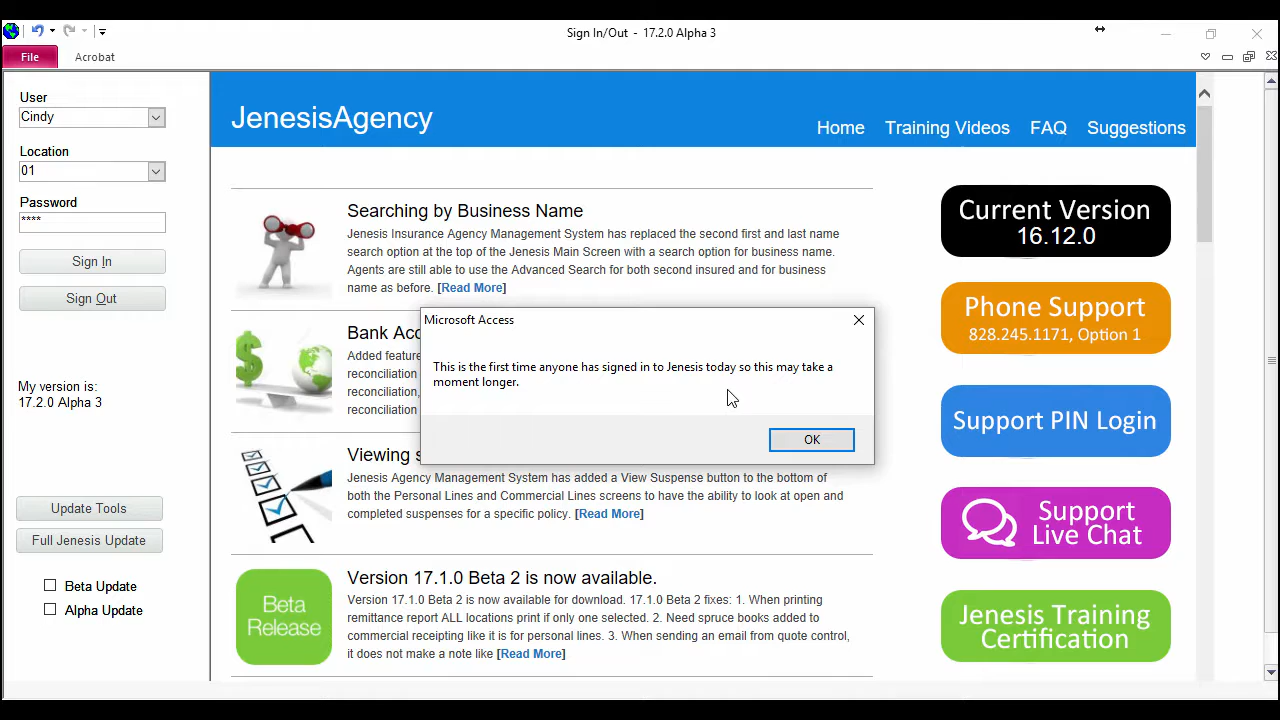 Sign In/Out - 17.2.0 Alpha 3
File
Acrobat
User
Cindy
Location
01
Password
****
Sign In
Sign Out
My version is:
17.2.0 Alpha 3
Update Tools
Full Jenesis Update
Beta Update
Alpha Update
JenesisAgency
Home
Training Videos
FAQ
Suggestions
Searching by Business Name
Jenesis Insurance Agency Management System has replaced the second first and last name
search option at the top of the Jenesis Main Screen with a search option for business name.
Agents are still able to use the Advanced Search for both second insured and for business
name as before. [Read More]
Bank Acc
Added feature
reconciliation
reconciliation,
reconciliation
Microsoft Access
This is the first time anyone has signed in to Jenesis today so this may take a
moment longer.
OK
Viewing s
Jenesis Agency Management System has added a View Suspense button to the bottom of
both the Personal Lines and Commercial Lines screens to have the ability to look at open and
completed suspenses for a specific policy. [Read More]
Beta
Release
Version 17.1.0 Beta 2 is now available.
Version 17.1.0 Beta 2 is now available for download. 17.1.0 Beta 2 fixes: 1. When printing
remittance report ALL locations print if only one selected. 2. Need spruce books added to
commercial receipting like it is for personal lines. 3. When sending an email from quote control,
it does not make a note like [Read More]
Current Version
16.12.0
Phone Support
828.245.1171, Option 1
Support PIN Login
Support
Live Chat
Jenesis Training
Certification